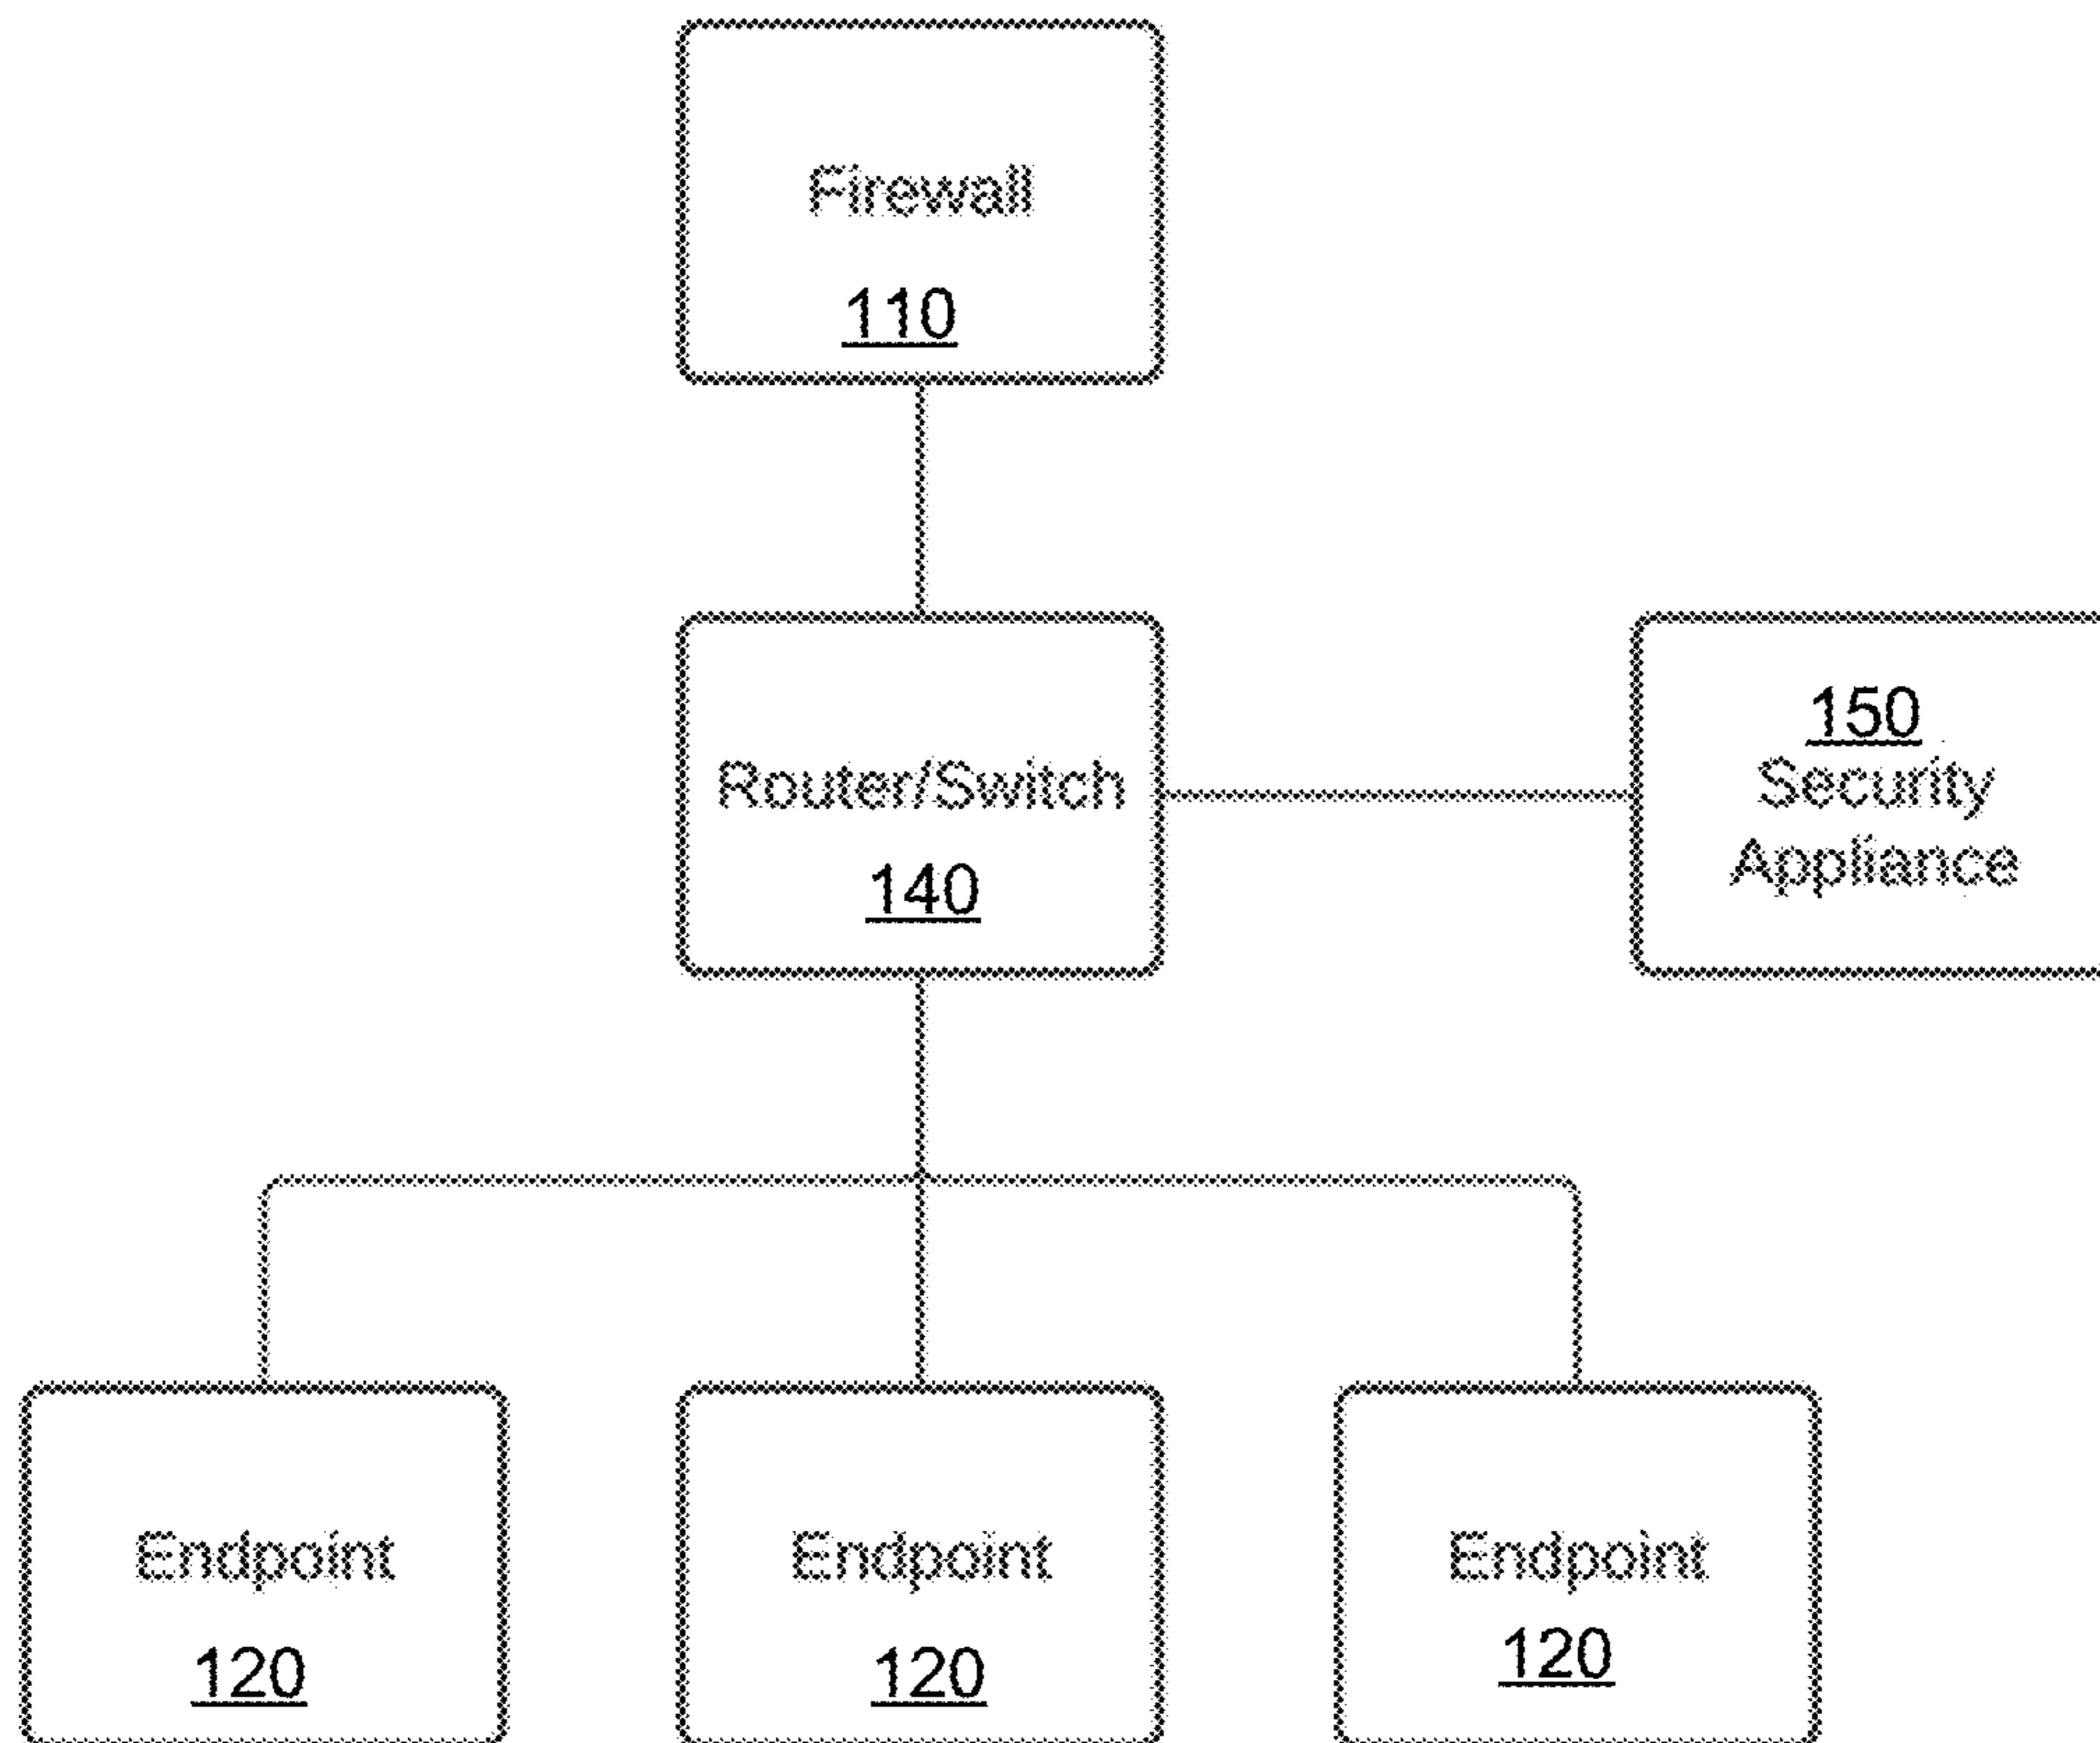 Firewall
110
Router/Switch
140
150
Security
Appliance
Endpoint
120
Endpoint
120
Endpoint
120